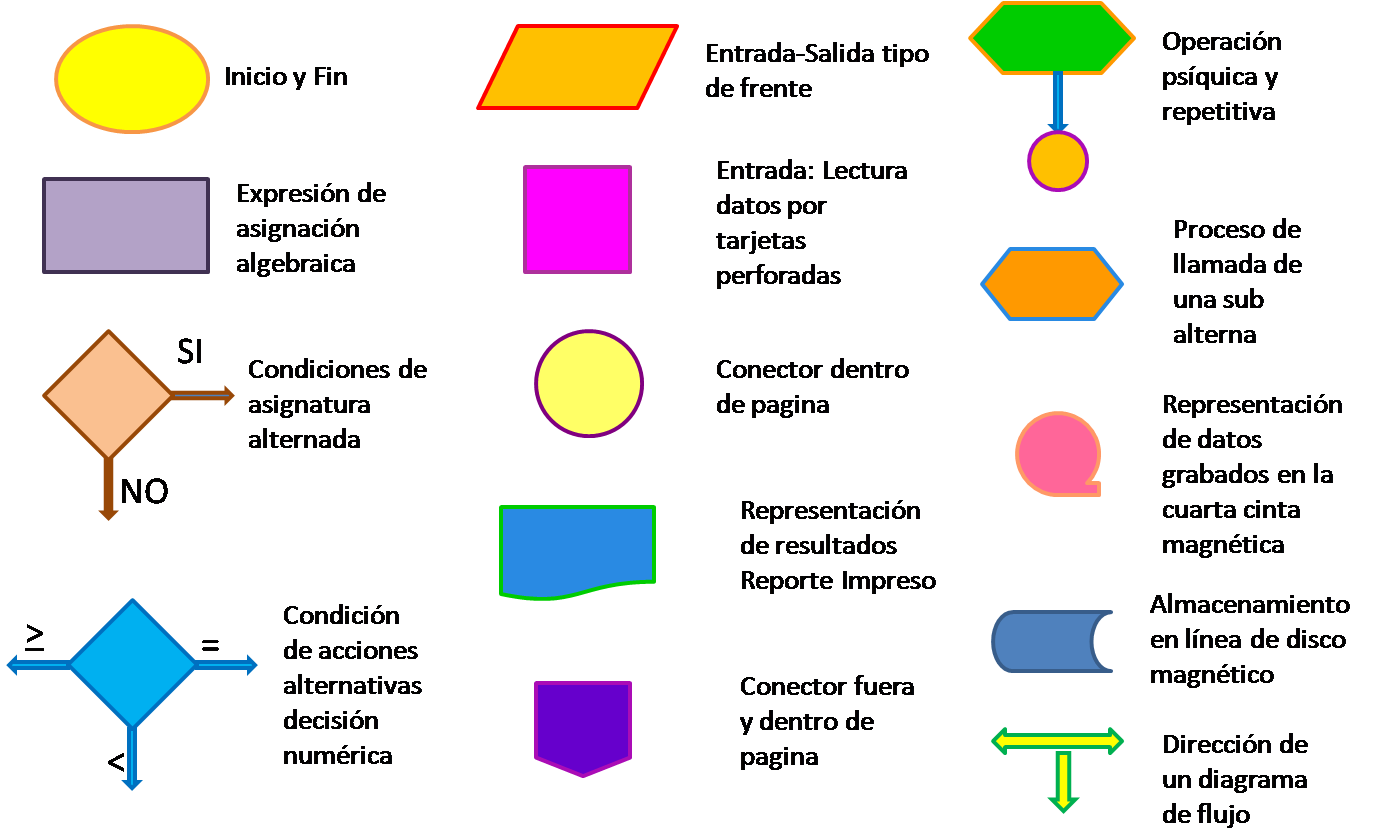 Inicio y Fin
Expresión de
asignación
algebraica
SI
Condiciones de
asignatura
alternada
NO
≥
=
<
Condición
de acciones
alternativas
decisión
numérica
Entrada-Salida tipo
de frente
Entrada: Lectura
datos por
tarjetas
perforadas
Conector dentro
de pagina
Representación
de resultados
Reporte Impreso
Conector fuera
y dentro de
pagina
Operación
psíquica y
repetitiva
Proceso de
llamada de
una sub
alterna
Representación
de datos
grabados en la
cuarta cinta
magnética
Almacenamiento
en línea de disco
magnético
Dirección de
un diagrama
de flujo